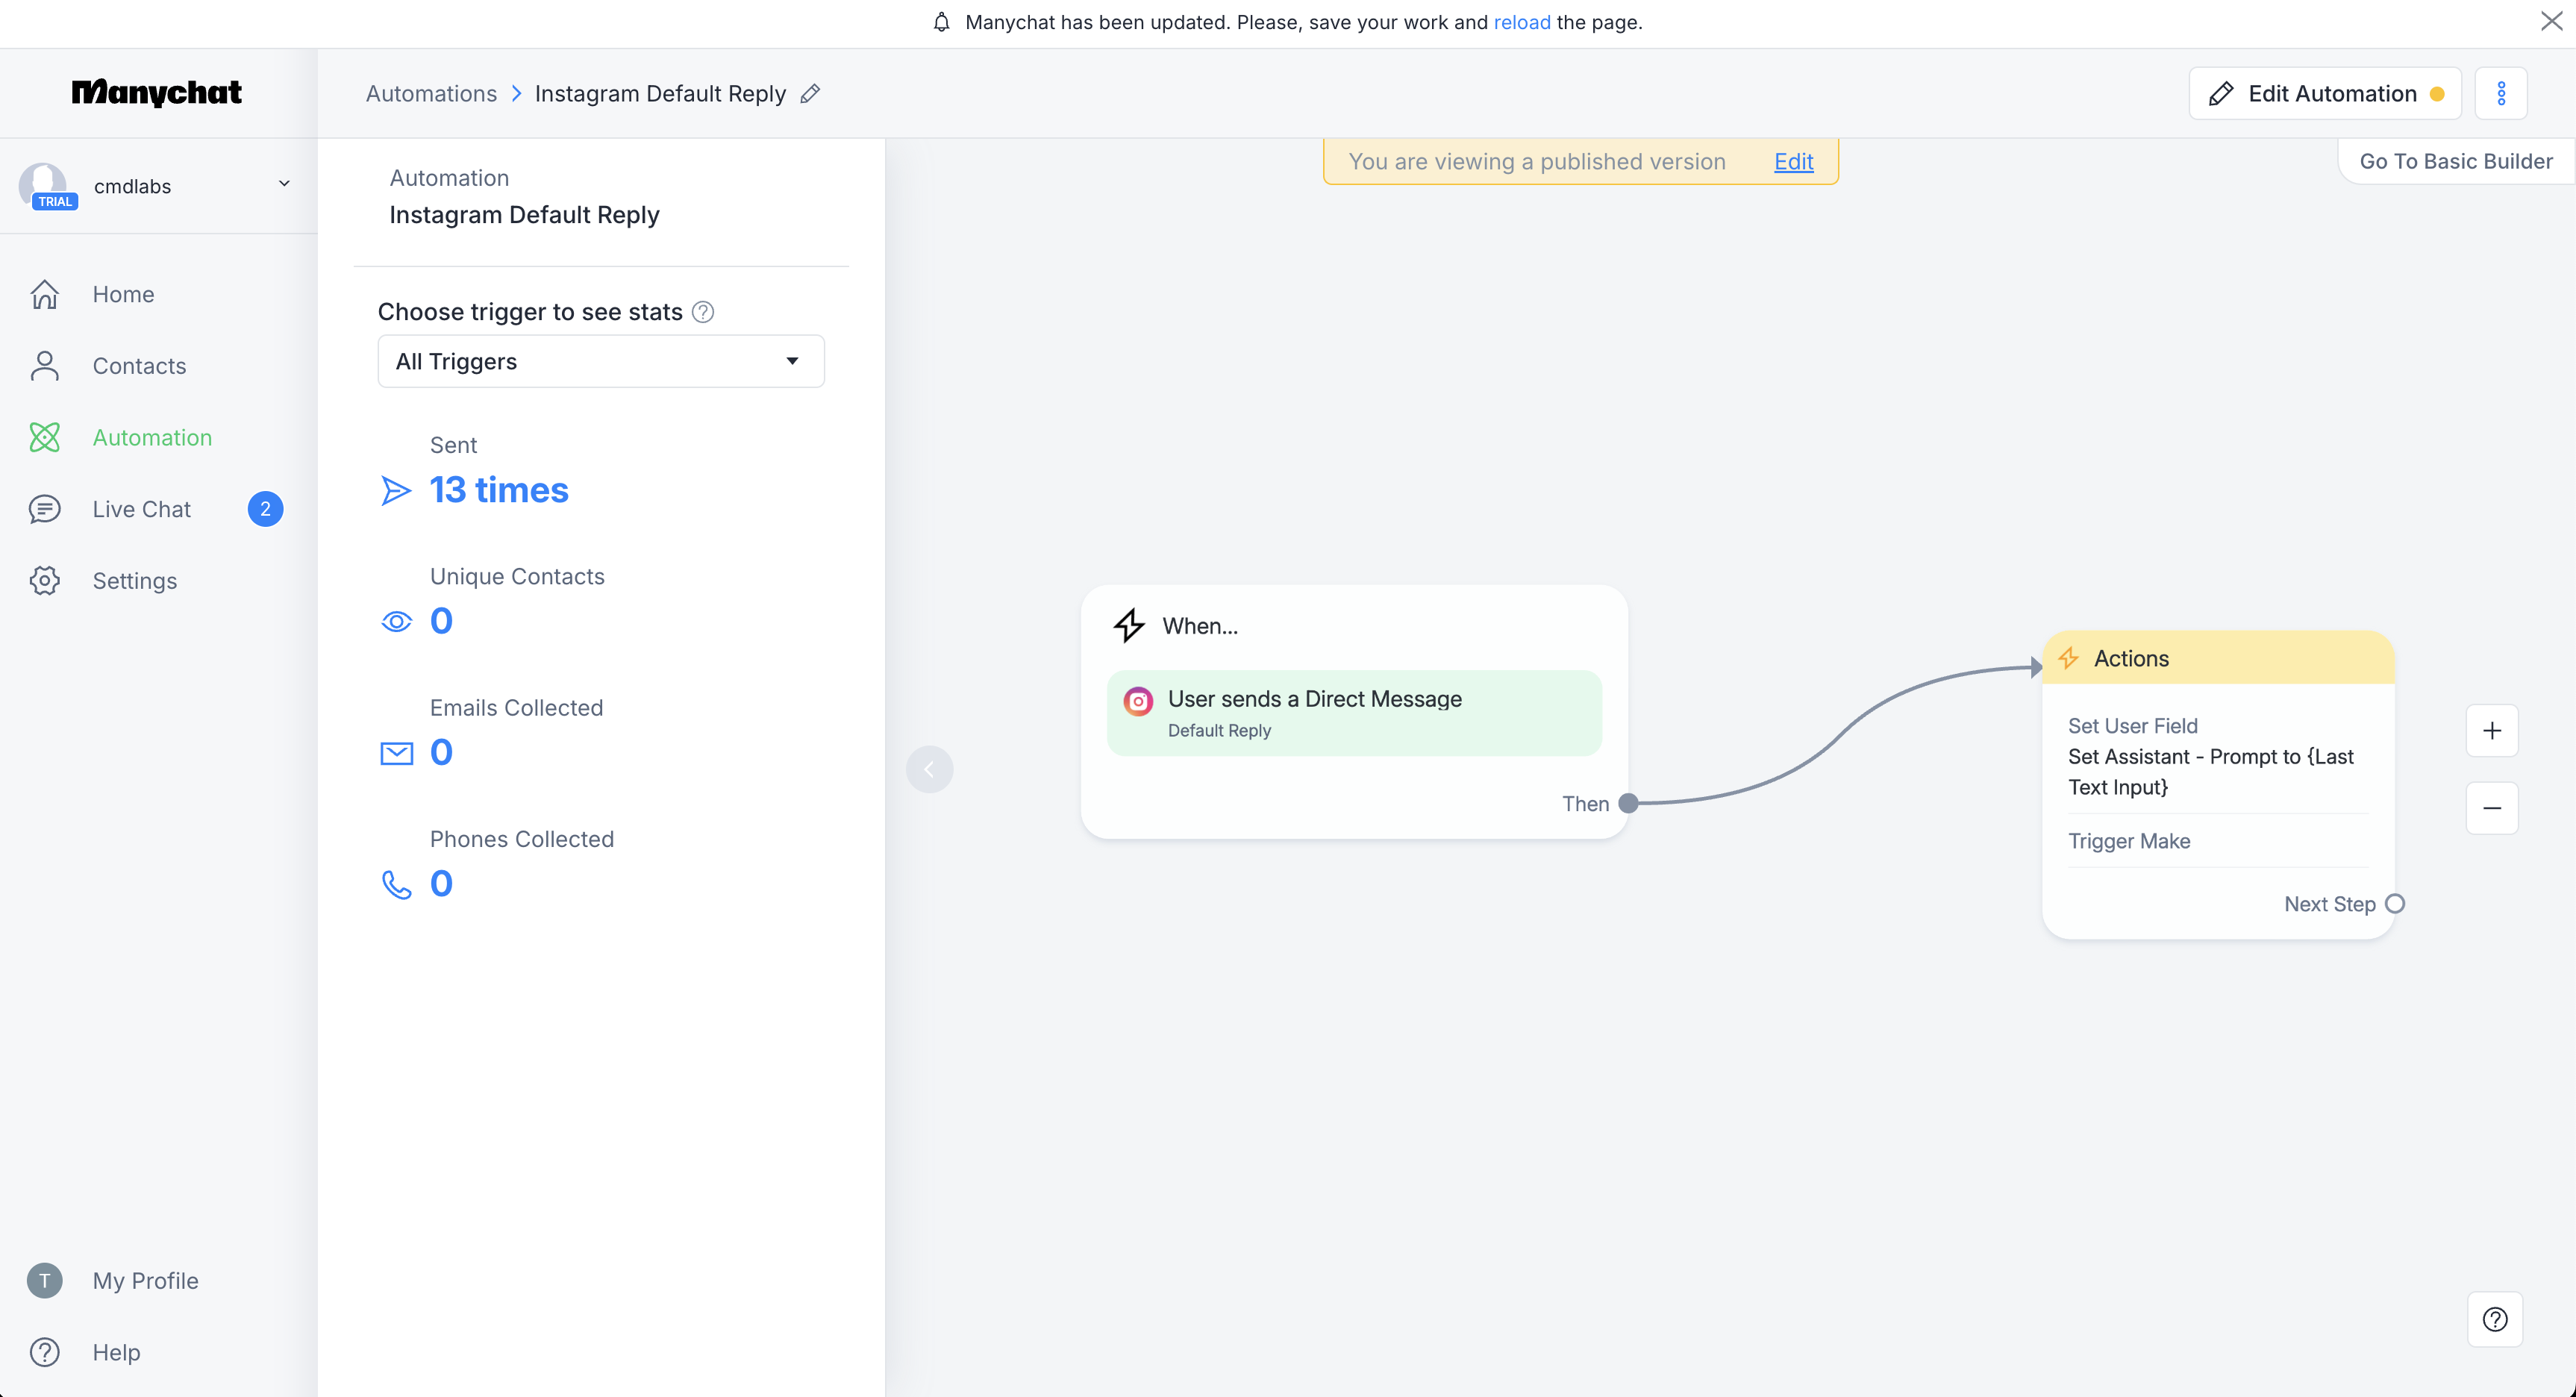 Manychat has been updated. Please, save your work and reload the page.
Manychat
Automations > Instagram Default Reply
Edit Automation
cmdlabs
TRIAL
Home
Contacts
Automation
Live Chat 2
Settings
T My Profile
Help
Automation
Instagram Default Reply
Choose trigger to see stats ?
All Triggers
Sent
13 times
Unique Contacts
0
Emails Collected
0
Phones Collected
0
You are viewing a published version Edit
Go To Basic Builder
When...
User sends a Direct Message
Default Reply
Then
Actions
Set User Field
Set Assistant - Prompt to {Last
Text Input}
Trigger Make
Next Step